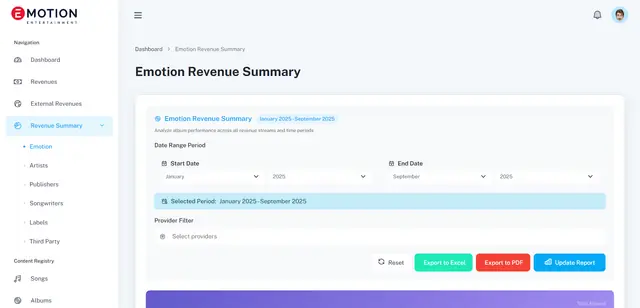 EMOTION
ENTERTAINMENT
Navigation
Dashboard
Revenues
External Revenues
Revenue Summary
Emotion
Artists
Publishers
Songwriters
Labels
Third Party
Content Registry
Songs
Albums
Dashboard > Emotion Revenue Summary
Emotion Revenue Summary
Emotion Revenue Summary January 2025 - September 2025
Analyze album performance across all revenue streams and time periods
Date Range Period
Start Date End Date
January 2025 September 2025
Selected Period: January 2025 - September 2025
Provider Filter
Select providers
Reset Export to Excel Export to PDF Update Report